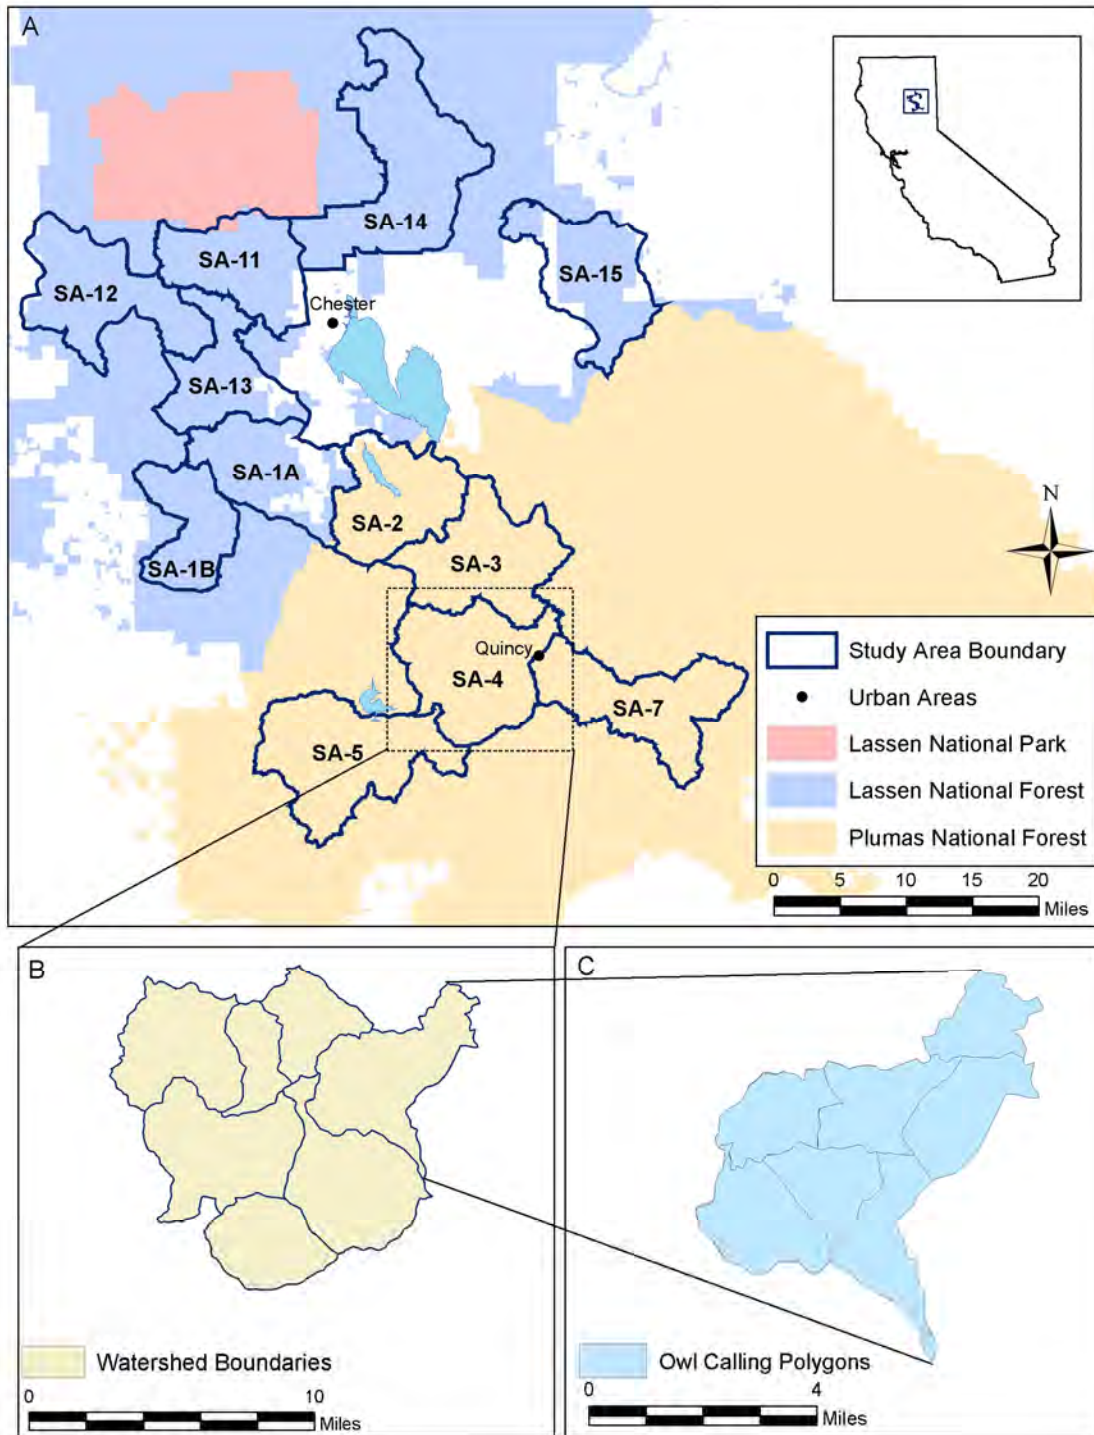 A
SA-14
SA-11
SA-12
SA-15
Chester
SA-13
SA-1A
SA-2
SA-3
SA-1B
N
Quincy
SA-4
SA-7
SA-5
Study Area Boundary
Urban Areas
Lassen National Park
Lassen National Forest
Plumas National Forest
0 5 10 15 20
Miles
B
Watershed Boundaries
0 10
Miles
C
Owl Calling Polygons
0 4
Miles